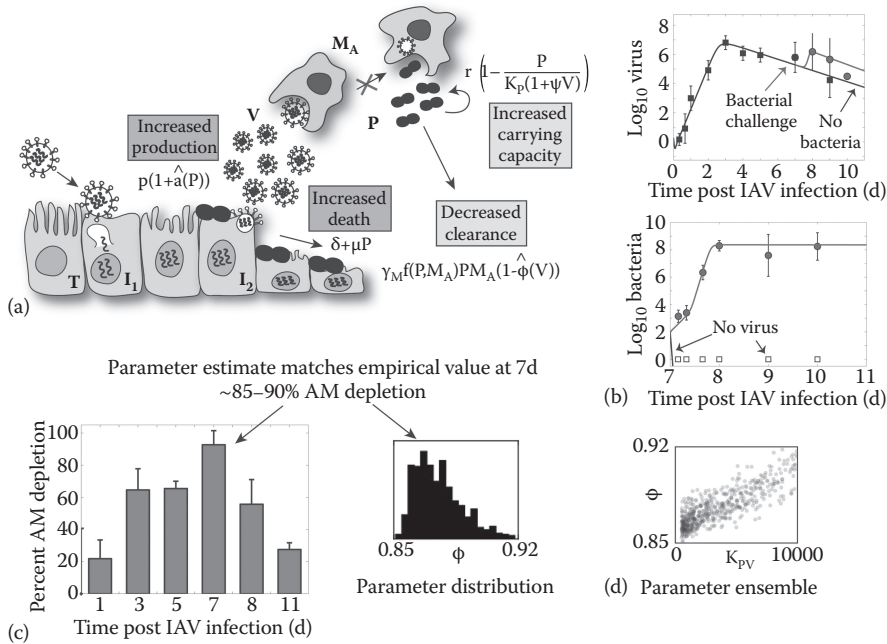 M_A
V
P
r (1− P / K_P(1+ψV))
Increased
production
p(1+â(P))
Increased
carrying
capacity
Increased
death
δ+μP
Decreased
clearance
γ_M f(P,M_A)PM_A(1-φ̂(V))
T
I_1
I_2
(a)
Log10 virus
6
4
2
0
Bacterial
challenge
No
bacteria
0 2 4 6 8 10
Time post IAV infection (d)
Log10 bacteria
10
8
6
4
2
0
No virus
7 8 9 10 11
(b) Time post IAV infection (d)
Parameter estimate matches empirical value at 7d
~85–90% AM depletion
Percent AM depletion
100
80
60
40
20
0
1 3 5 7 8 11
(c) Time post IAV infection (d)
0.85 ϕ 0.92
Parameter distribution
0.92
ϕ
0.85
0 K_PV 10000
(d) Parameter ensemble